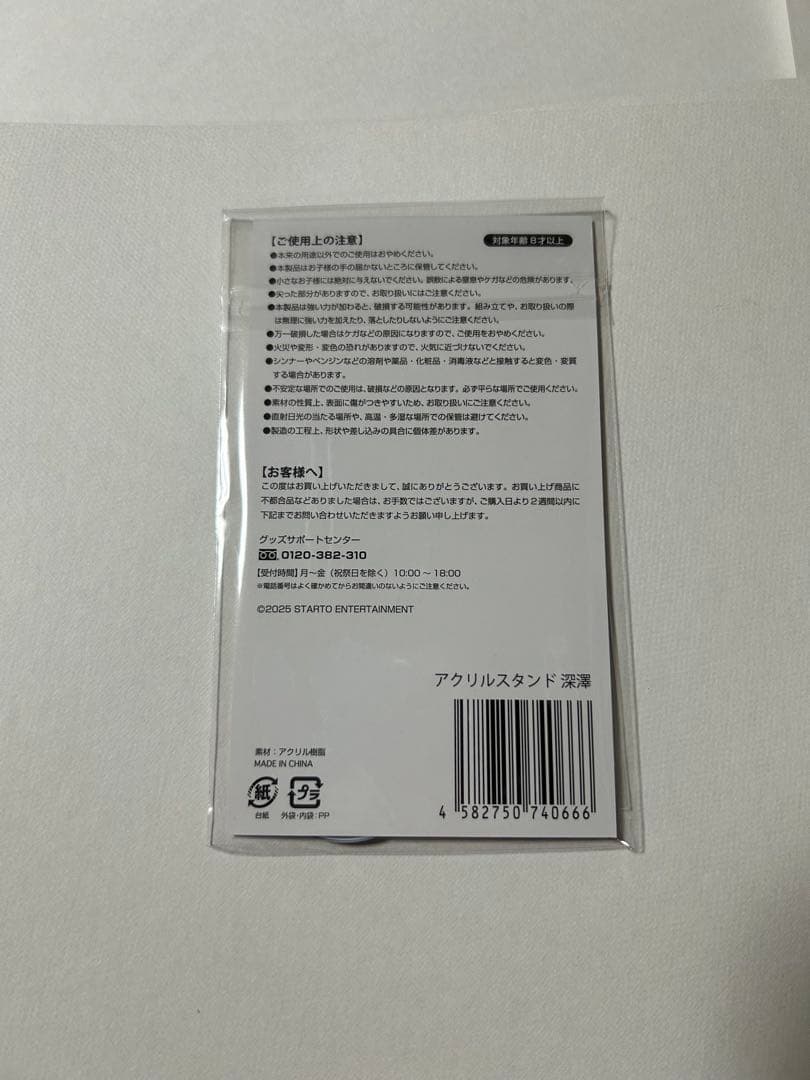 【ご使用上の注意】 対象年齢 8才以上
●本来の用途以外でのご使用はおやめください。
●本製品はお子様の手の届かないところに保管してください。
●小さなお子様には絶対に与えないでください。誤飲による窒息やケガなどの危険があります。
●尖った部分がありますので、お取り扱いにはご注意ください。
●本製品は強い力が加わると、破損する可能性があります。組み立てや、お取り扱いの際
は無理に強い力を加えたり、落としたりしないようにご注意ください。
●万一破損した場合はケガなどの原因になりますので、ご使用をおやめください。
●火災や変形・変色の恐れがありますので、火気に近づけないでください。
●シンナーやベンジンなどの溶剤や薬品・化粧品・消毒液などと接触すると変色・変質
する場合があります。
●不安定な場所でのご使用は、破損などの原因となります。必ず平らな場所でご使用ください。
●素材の性質上、表面に傷がつきやすいため、お取り扱いにご注意ください。
●直射日光の当たる場所や、高温・多湿な場所での保管は避けてください。
●製造の工程上、形状や差し込みの具合に個体差があります。
【お客様へ】
この度はお買い上げいただきまして、誠にありがとうございます。お買い上げ商品に
不都合品などありました場合は、お手数ではございますが、ご購入日より2週間以内に
下記までお問い合わせいただきますようお願い申し上げます。
グッズサポートセンター
0120-382-310
【受付時間】月〜金（祝祭日を除く）10:00 〜 18:00
※電話番号はよく確かめてからお間違いのないようにご注意ください。
©2025 STARTO ENTERTAINMENT
アクリルスタンド 深澤
素材：アクリル樹脂
MADE IN CHINA
紙 プラ
台紙 外袋・内袋：PP
4 582750 740666